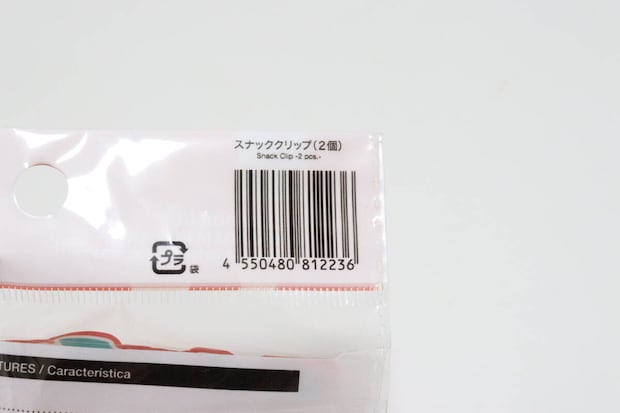 スナッククリップ（2個）
Snack Clip -2 pcs.-
4 550480 812236
プラ
袋
TURES / Característica